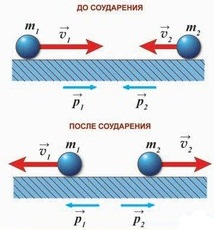 ДО СОУДАРЕНИЯ
m₁ v₁ v₂ m₂
p₁ p₂
ПОСЛЕ СОУДАРЕНИЯ
v₁ m₁ m₂ v₂
p₁ p₂